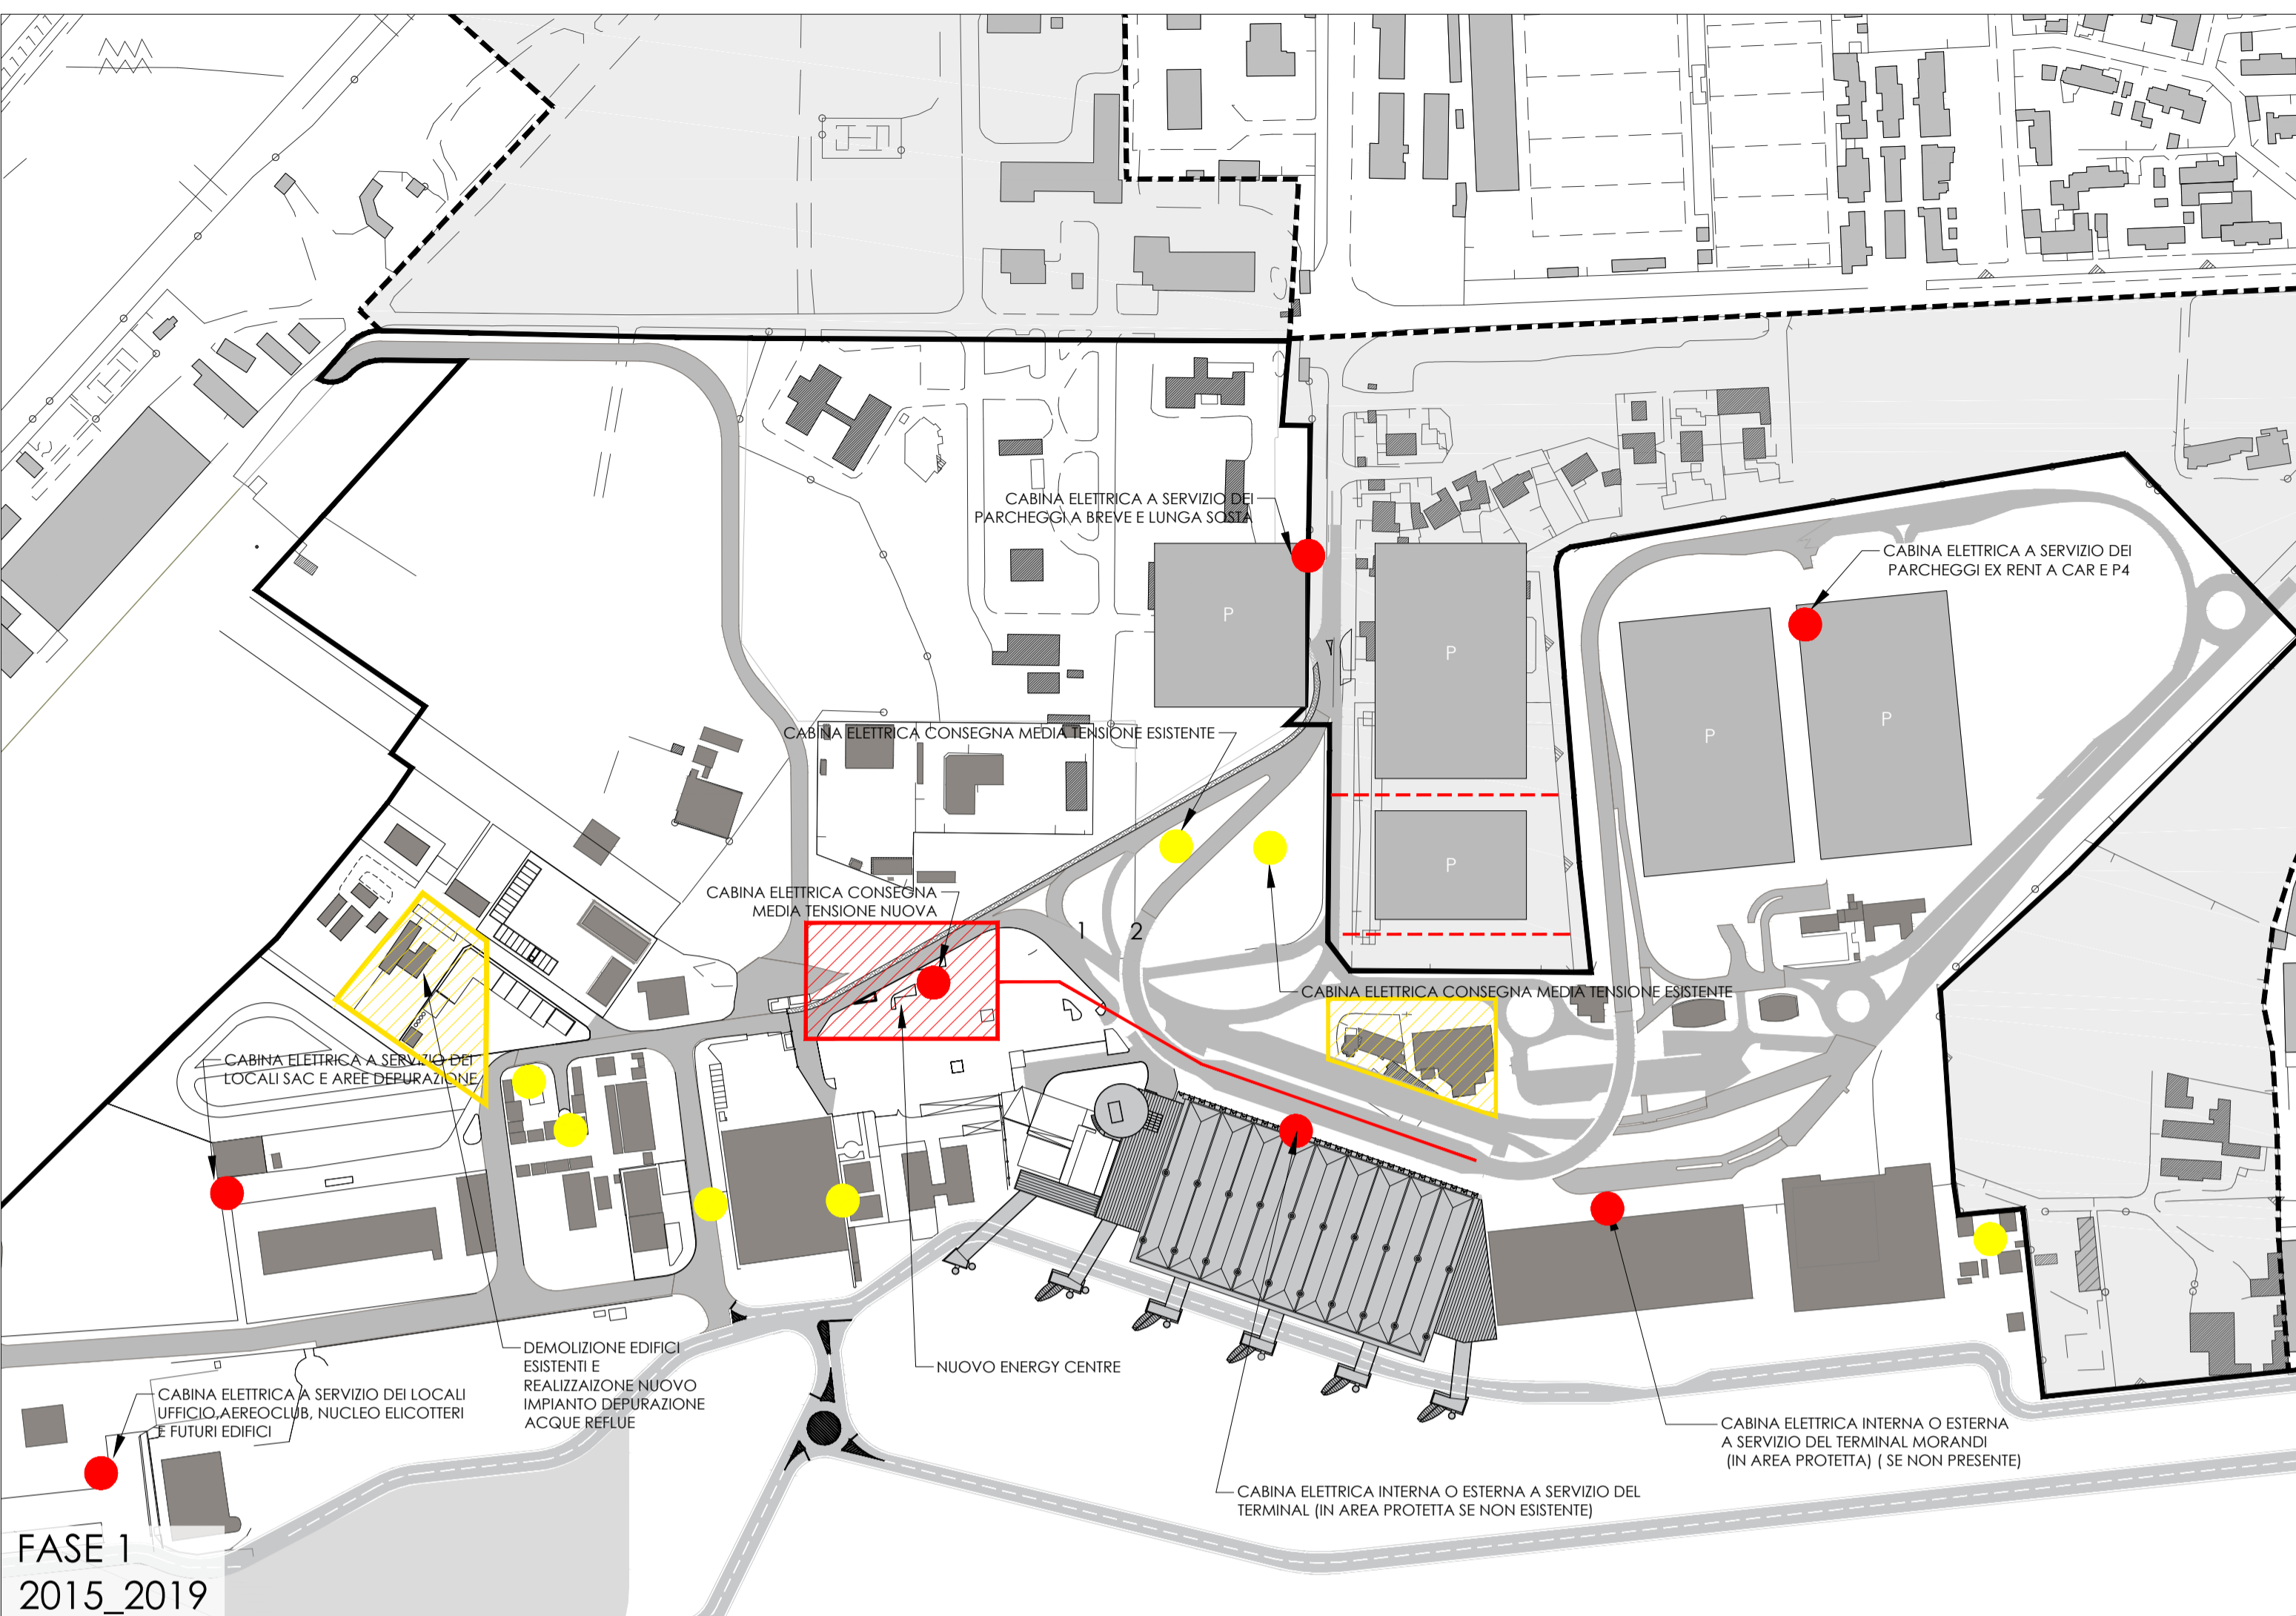 CABINA ELETTRICA A SERVIZIO DEI
PARCHEGGI A BREVE E LUNGA SOSTA
CABINA ELETTRICA A SERVIZIO DEI
PARCHEGGI EX RENT A CAR E P4
P
P
P
P
P
CABINA ELETTRICA CONSEGNA MEDIA TENSIONE ESISTENTE
CABINA ELETTRICA CONSEGNA
MEDIA TENSIONE NUOVA
1
2
CABINA ELETTRICA CONSEGNA MEDIA TENSIONE ESISTENTE
CABINA ELETTRICA A SERVIZIO DEI
LOCALI SAC E AREE DEPURAZIONE
DEMOLIZIONE EDIFICI
ESISTENTI E
REALIZZAIZONE NUOVO
IMPIANTO DEPURAZIONE
ACQUE REFLUE
NUOVO ENERGY CENTRE
CABINA ELETTRICA A SERVIZIO DEI LOCALI
UFFICIO,AEREOCLUB, NUCLEO ELICOTTERI
E FUTURI EDIFICI
CABINA ELETTRICA INTERNA O ESTERNA
A SERVIZIO DEL TERMINAL MORANDI
(IN AREA PROTETTA) ( SE NON PRESENTE)
CABINA ELETTRICA INTERNA O ESTERNA A SERVIZIO DEL
TERMINAL (IN AREA PROTETTA SE NON ESISTENTE)
FASE 1
2015_2019